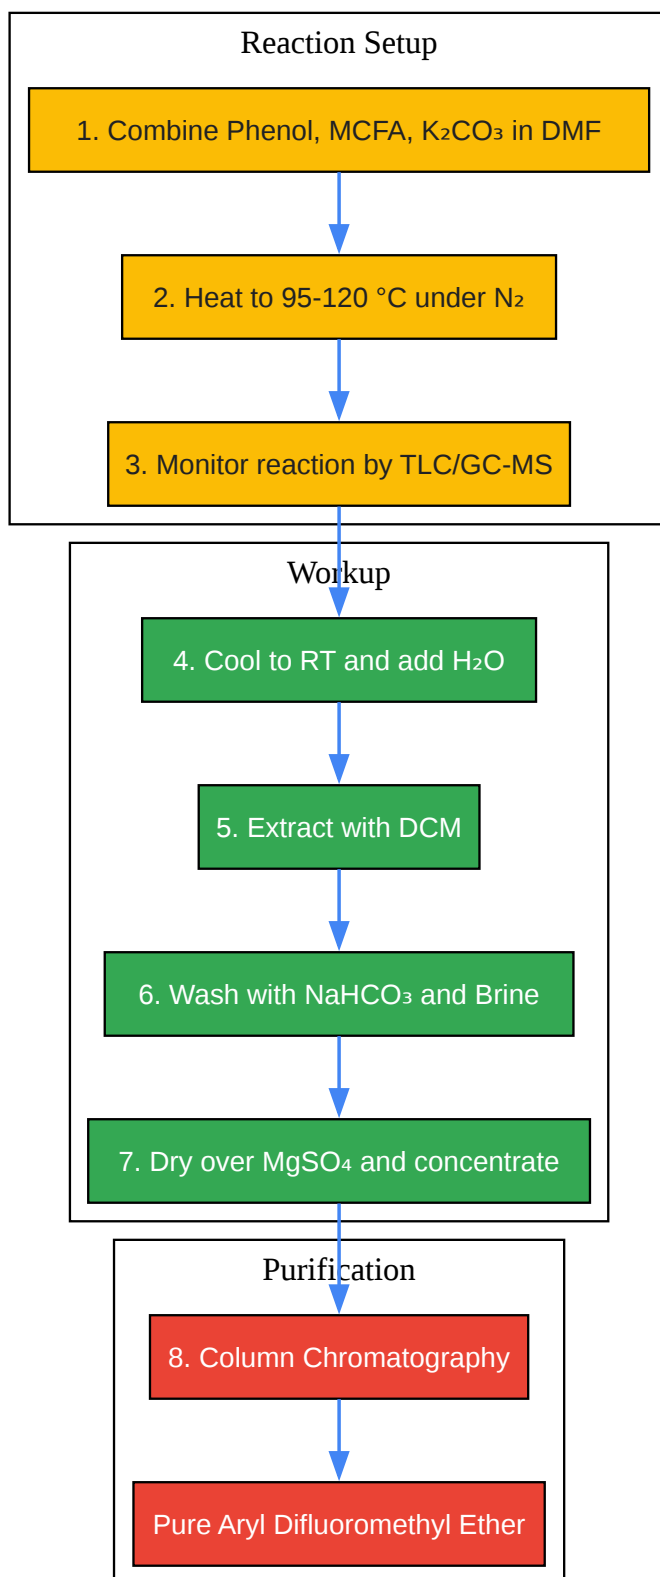 Reaction Setup
1. Combine Phenol, MCFA, K₂CO₃ in DMF
2. Heat to 95-120 °C under N₂
3. Monitor reaction by TLC/GC-MS
Workup
4. Cool to RT and add H₂O
5. Extract with DCM
6. Wash with NaHCO₃ and Brine
7. Dry over MgSO₄ and concentrate
Purification
8. Column Chromatography
Pure Aryl Difluoromethyl Ether